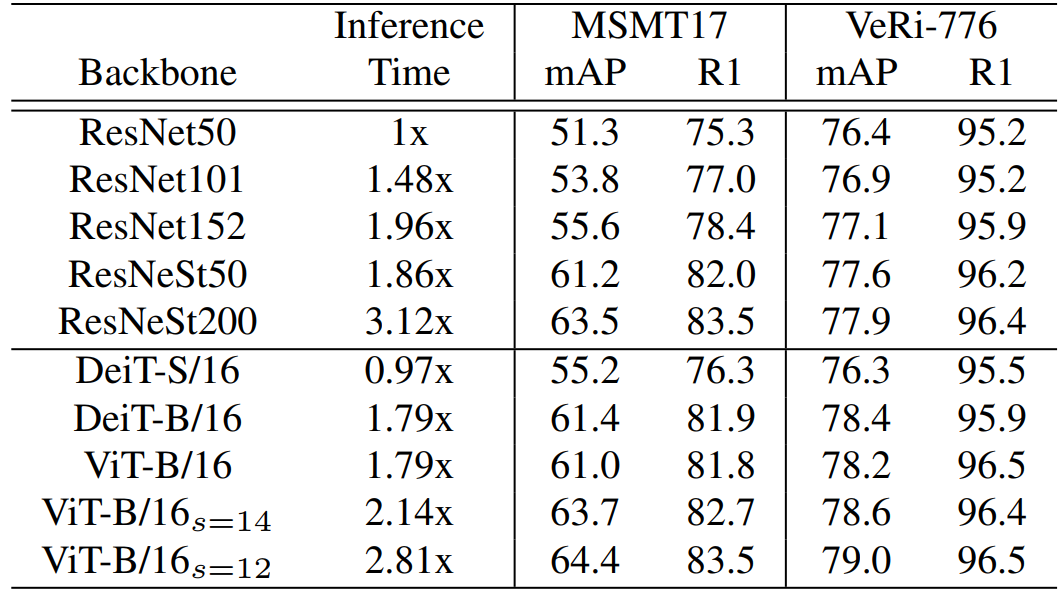 Inference MSMT17 VeRi-776
Backbone Time mAP R1 mAP R1
ResNet50 1x 51.3 75.3 76.4 95.2
ResNet101 1.48x 53.8 77.0 76.9 95.2
ResNet152 1.96x 55.6 78.4 77.1 95.9
ResNeSt50 1.86x 61.2 82.0 77.6 96.2
ResNeSt200 3.12x 63.5 83.5 77.9 96.4
DeiT-S/16 0.97x 55.2 76.3 76.3 95.5
DeiT-B/16 1.79x 61.4 81.9 78.4 95.9
ViT-B/16 1.79x 61.0 81.8 78.2 96.5
ViT-B/16s=14 2.14x 63.7 82.7 78.6 96.4
ViT-B/16s=12 2.81x 64.4 83.5 79.0 96.5